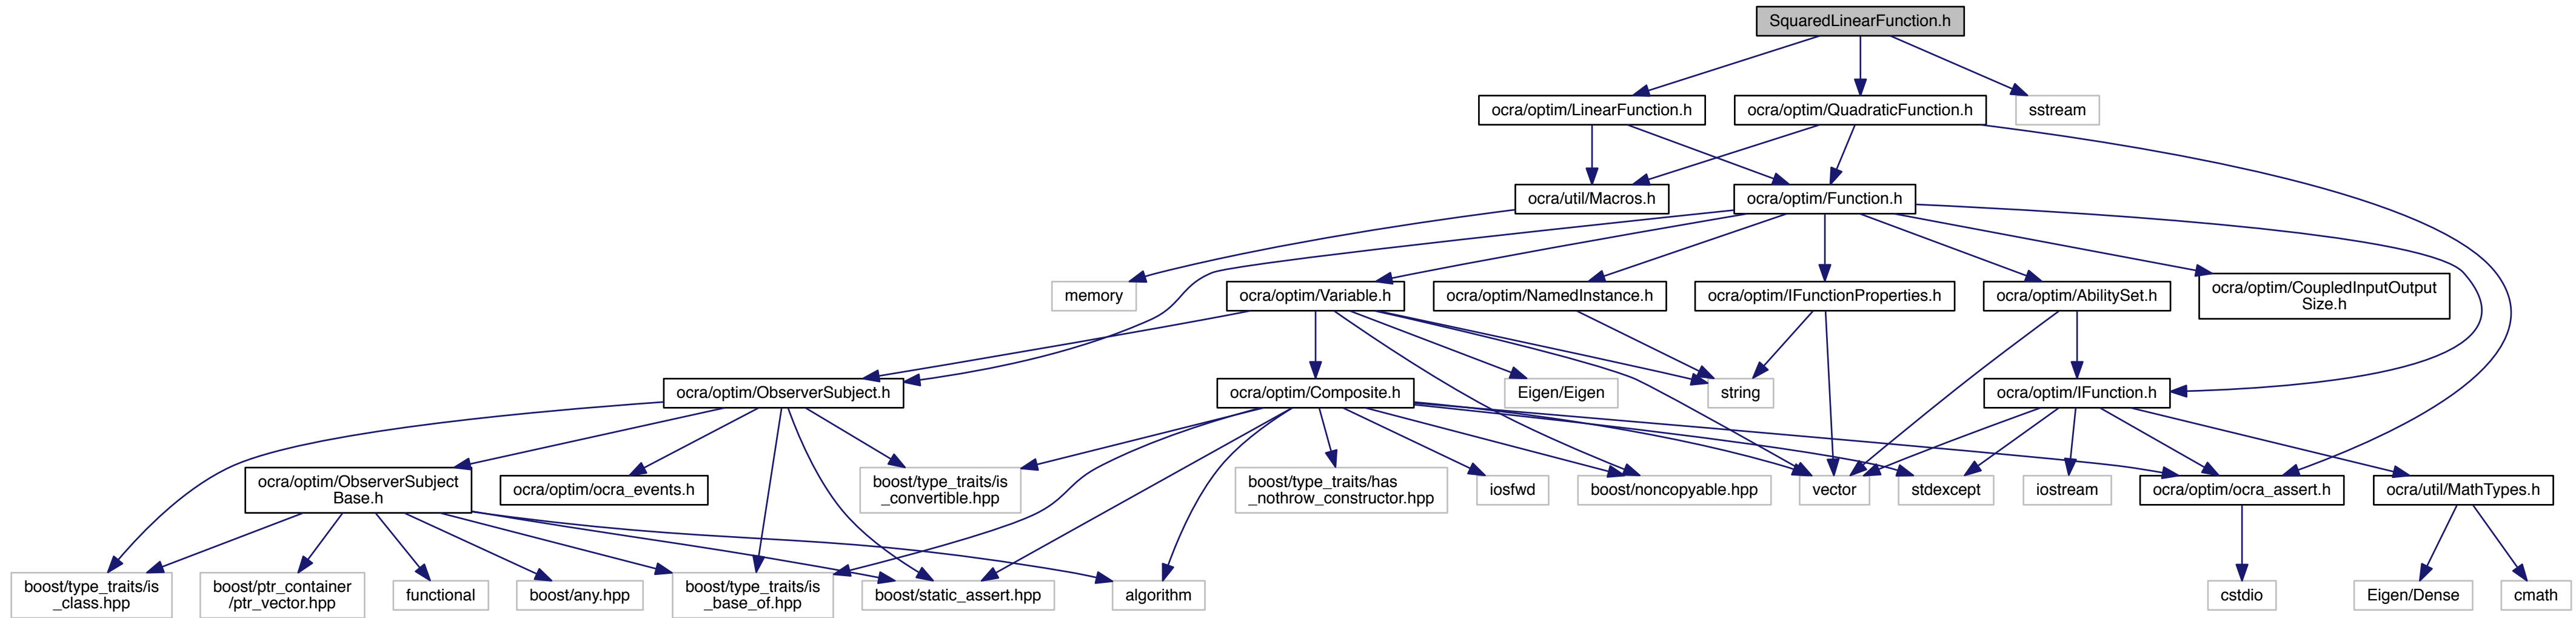 SquaredLinearFunction.h
ocra/optim/LinearFunction.h
ocra/optim/QuadraticFunction.h
sstream
ocra/util/Macros.h
ocra/optim/Function.h
memory
ocra/optim/Variable.h
ocra/optim/NamedInstance.h
ocra/optim/IFunctionProperties.h
ocra/optim/AbilitySet.h
ocra/optim/CoupledInputOutput
Size.h
ocra/optim/ObserverSubject.h
ocra/optim/Composite.h
Eigen/Eigen
string
ocra/optim/IFunction.h
ocra/optim/ObserverSubject
Base.h
ocra/optim/ocra_events.h
boost/type_traits/is
_convertible.hpp
boost/type_traits/has
_nothrow_constructor.hpp
iosfwd
boost/noncopyable.hpp
vector
stdexcept
iostream
ocra/optim/ocra_assert.h
ocra/util/MathTypes.h
boost/type_traits/is
_class.hpp
boost/ptr_container
/ptr_vector.hpp
functional
boost/any.hpp
boost/type_traits/is
_base_of.hpp
boost/static_assert.hpp
algorithm
cstdio
Eigen/Dense
cmath